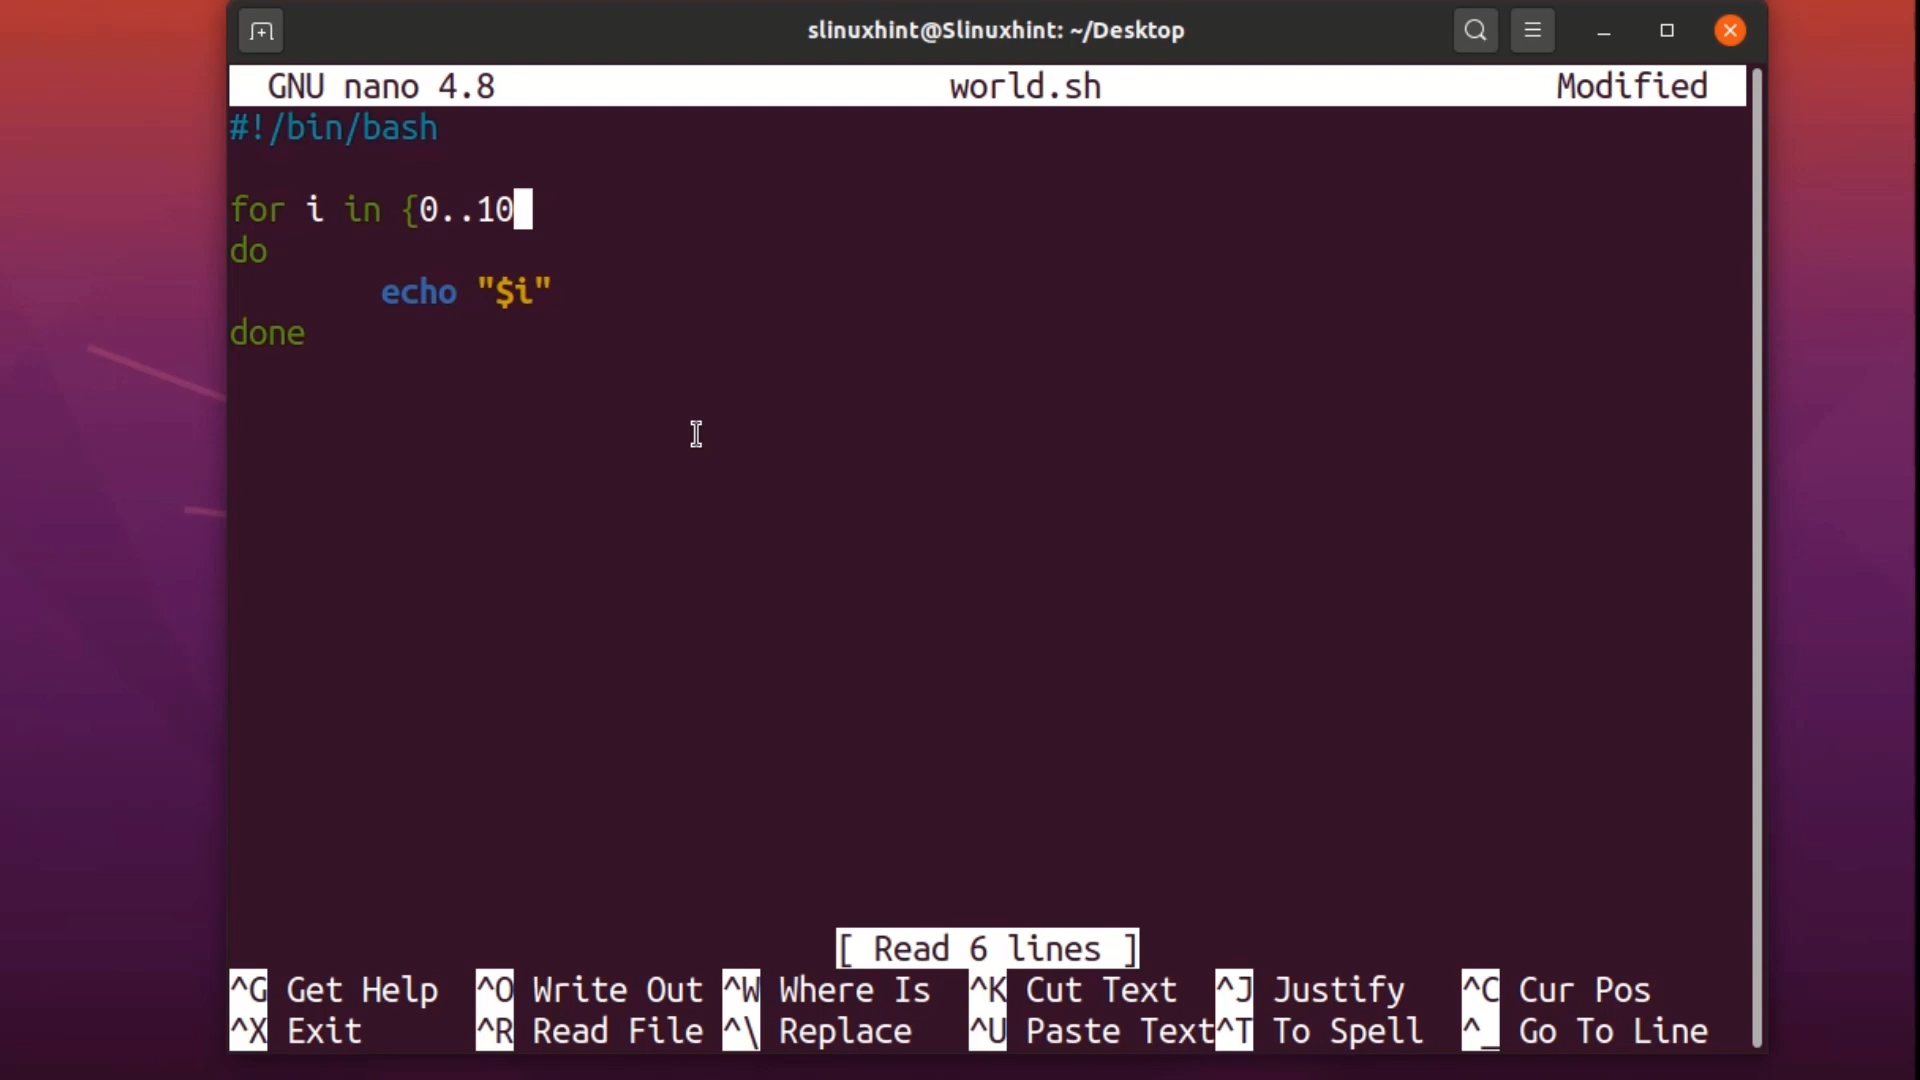 slinuxhint@Slinuxhint: ~/Desktop
GNU nano 4.8 world.sh Modified
#!/bin/bash
for i in {0..10
do
echo "$i"
done
[ Read 6 lines ]
^G Get Help ^O Write Out ^W Where Is ^K Cut Text ^J Justify ^C Cur Pos
^X Exit ^R Read File ^\ Replace ^U Paste Text ^T To Spell ^_ Go To Line